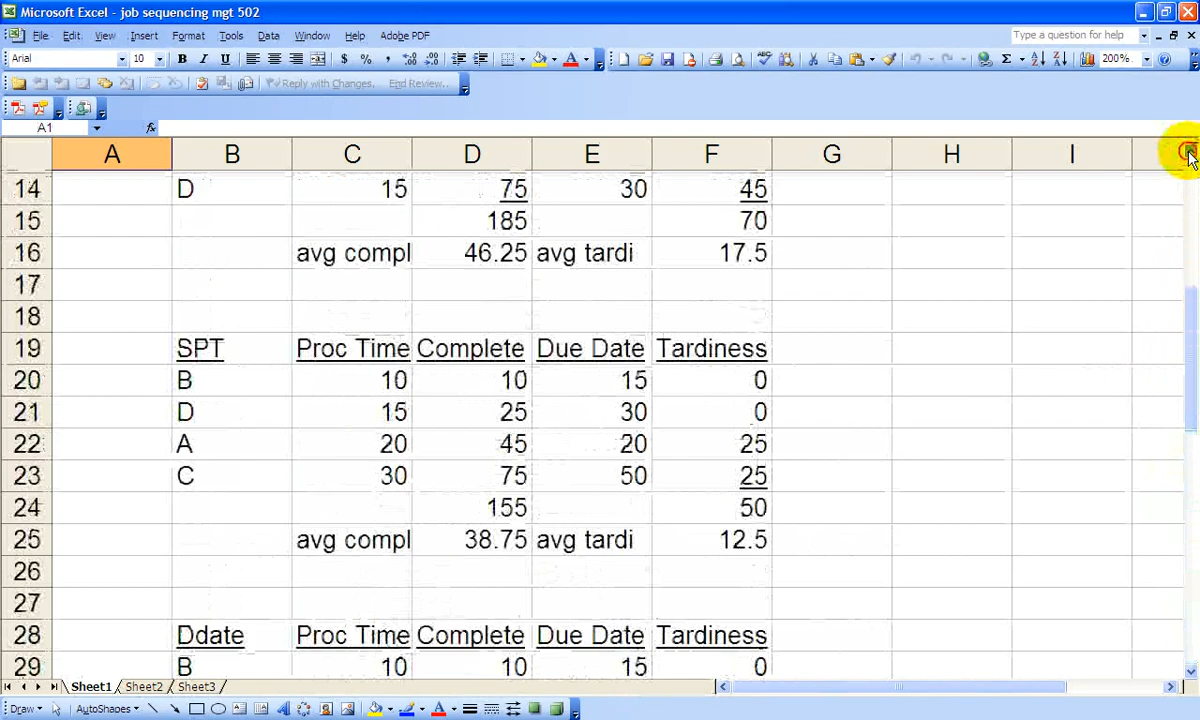 Microsoft Excel - job sequencing mgt 502
File Edit View Insert Format Tools Data Window Help Adobe PDF Type a question for help
Arial 10 B I U $ % , Σ 200%
Reply with Changes... End Review...
A1 fx
A B C D E F G H I
14 D 15 75 30 45
15 185 70
16 avg compl 46.25 avg tardi 17.5
17
18
19 SPT Proc Time Complete Due Date Tardiness
20 B 10 10 15 0
21 D 15 25 30 0
22 A 20 45 20 25
23 C 30 75 50 25
24 155 50
25 avg compl 38.75 avg tardi 12.5
26
27
28 Ddate Proc Time Complete Due Date Tardiness
29 B 10 10 15 0
Sheet1 Sheet2 Sheet3
Draw AutoShapes A